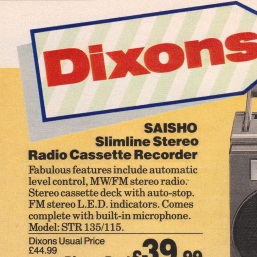 Dixons
SAISHO
Slimline Stereo
Radio Cassette Recorder
Fabulous features include automatic
level control, MW/FM stereo radio.
Stereo cassette deck with auto-stop.
FM stereo L.E.D. indicators. Comes
complete with built-in microphone.
Model: STR 135/115.
Dixons Usual Price
£44.99
£39.99